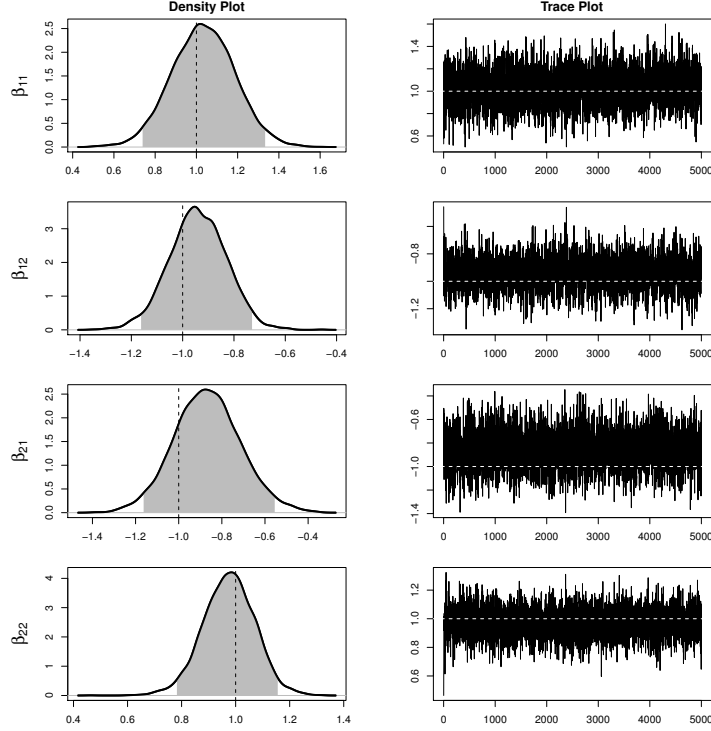 Density Plot
Trace Plot
β11
0.0 0.5 1.0 1.5 2.0 2.5
0.4 0.6 0.8 1.0 1.2 1.4 1.6
0.6 1.0 1.4
0 1000 2000 3000 4000 5000
β12
0 1 2 3
−1.4 −1.2 −1.0 −0.8 −0.6 −0.4
−1.2 −0.8
0 1000 2000 3000 4000 5000
β21
0.0 0.5 1.0 1.5 2.0 2.5
−1.4 −1.2 −1.0 −0.8 −0.6 −0.4
−1.4 −1.0 −0.6
0 1000 2000 3000 4000 5000
β22
0 1 2 3 4
0.4 0.6 0.8 1.0 1.2 1.4
0.6 0.8 1.0 1.2
0 1000 2000 3000 4000 5000